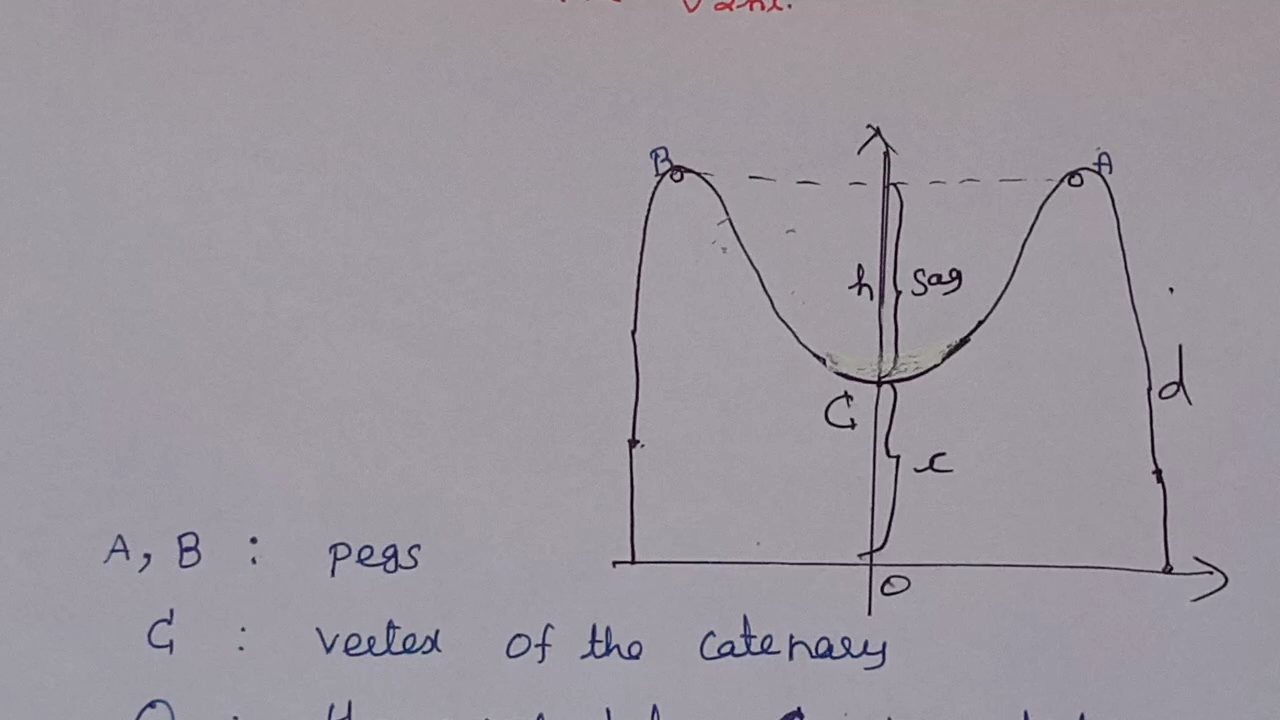 B
A
h sag
d
C
c
O
A, B : pegs
C : vertex of the catenary